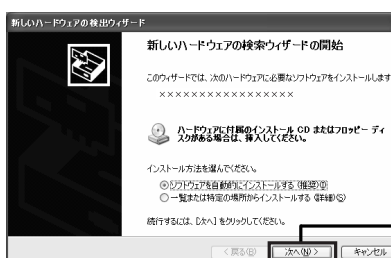 新しいハードウェアの検出ウィザード
新しいハードウェアの検索ウィザードの開始
このウィザードでは、次のハードウェアに必要なソフトウェアをインストールします
×××××××××××××××××
ハードウェアに付属のインストール CD またはフロッピー ディ
スクがある場合は、挿入してください。
インストール方法を選んでください。
ソフトウェアを自動的にインストールする (推奨)(I)
一覧または特定の場所からインストールする (詳細)(S)
続行するには、[次へ] をクリックしてください。
< 戻る(B) 次へ(N) > キャンセル